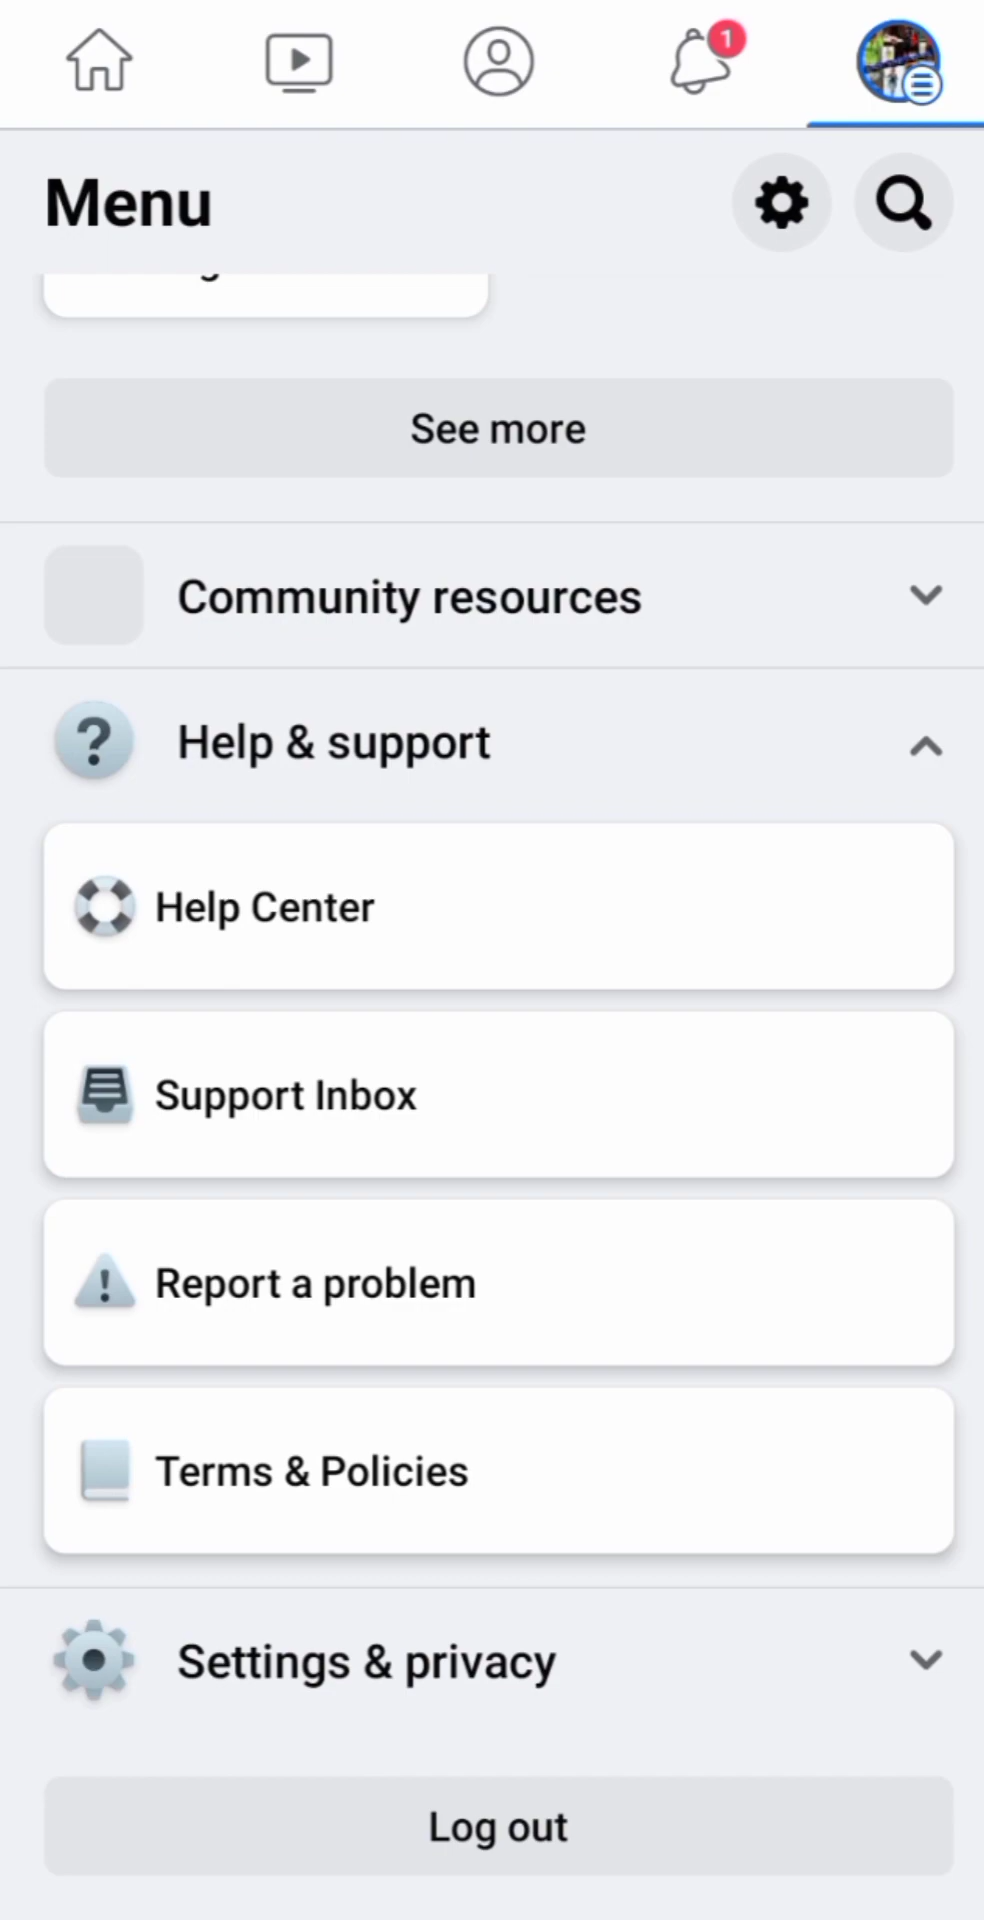 1
Menu
See more
Community resources
Help & support
Help Center
Support Inbox
Report a problem
Terms & Policies
Settings & privacy
Log out